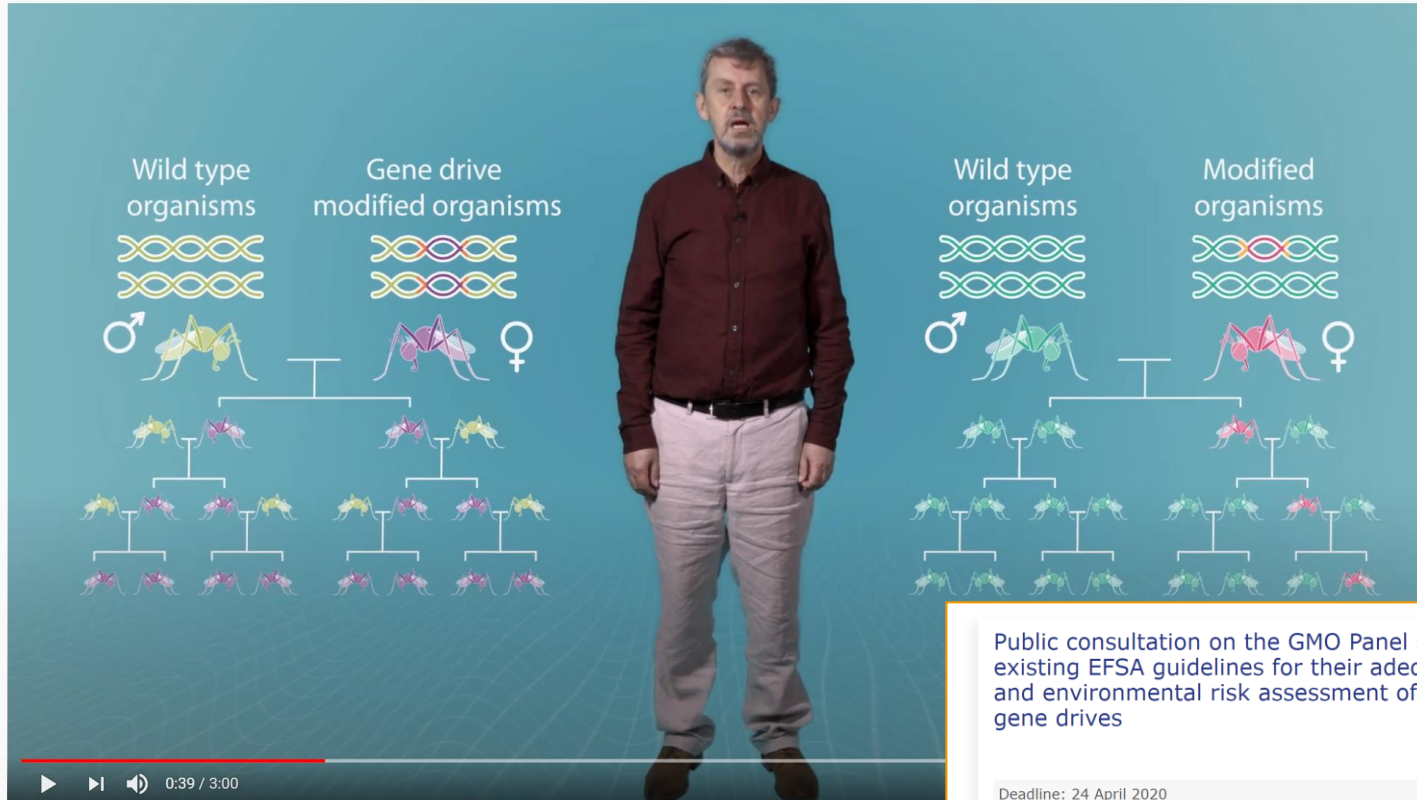 Wild type
organisms
Gene drive
modified organisms
Wild type
organisms
Modified
organisms
0:39 / 3:00
Public consultation on the GMO Panel
existing EFSA guidelines for their
and environmental risk assessment of
gene drives
Deadline: 24 April 2020